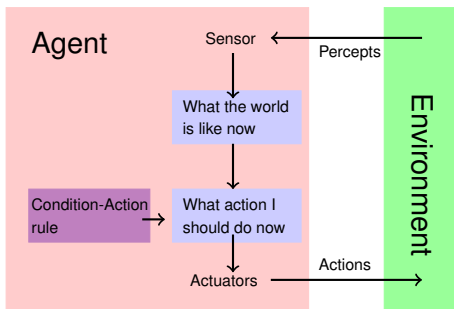 Agent
Sensor
Percepts
What the world
is like now
Environment
Condition-Action
rule
What action I
should do now
Actuators
Actions